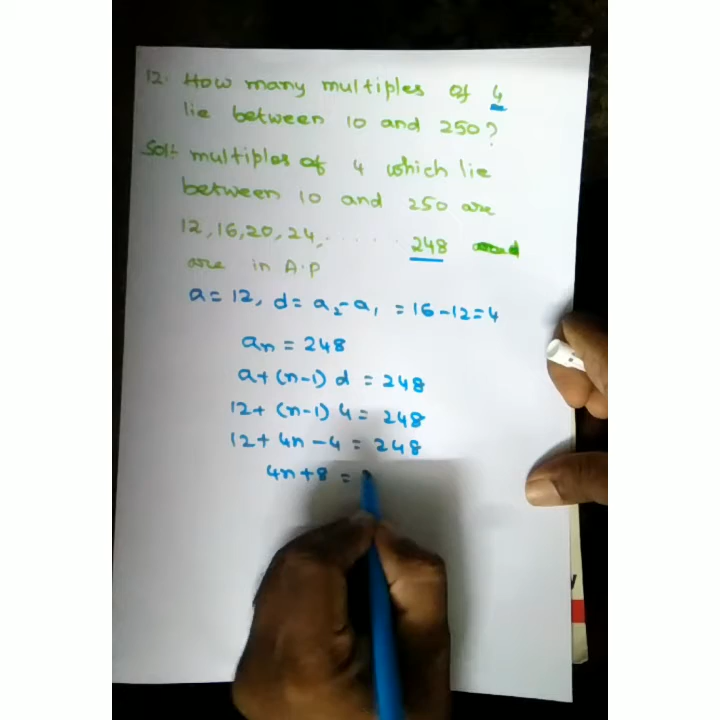 12. How many multiples of 4
lie between 10 and 250?
Sol:- multiples of 4 which lie
between 10 and 250 are
12, 16, 20, 24, ...... 248
are in A.P
a = 12, d = a₂ - a₁ = 16 - 12 = 4
an = 248
a + (n-1) d = 248
12 + (n-1) 4 = 248
12 + 4n - 4 = 248
4n + 8 =